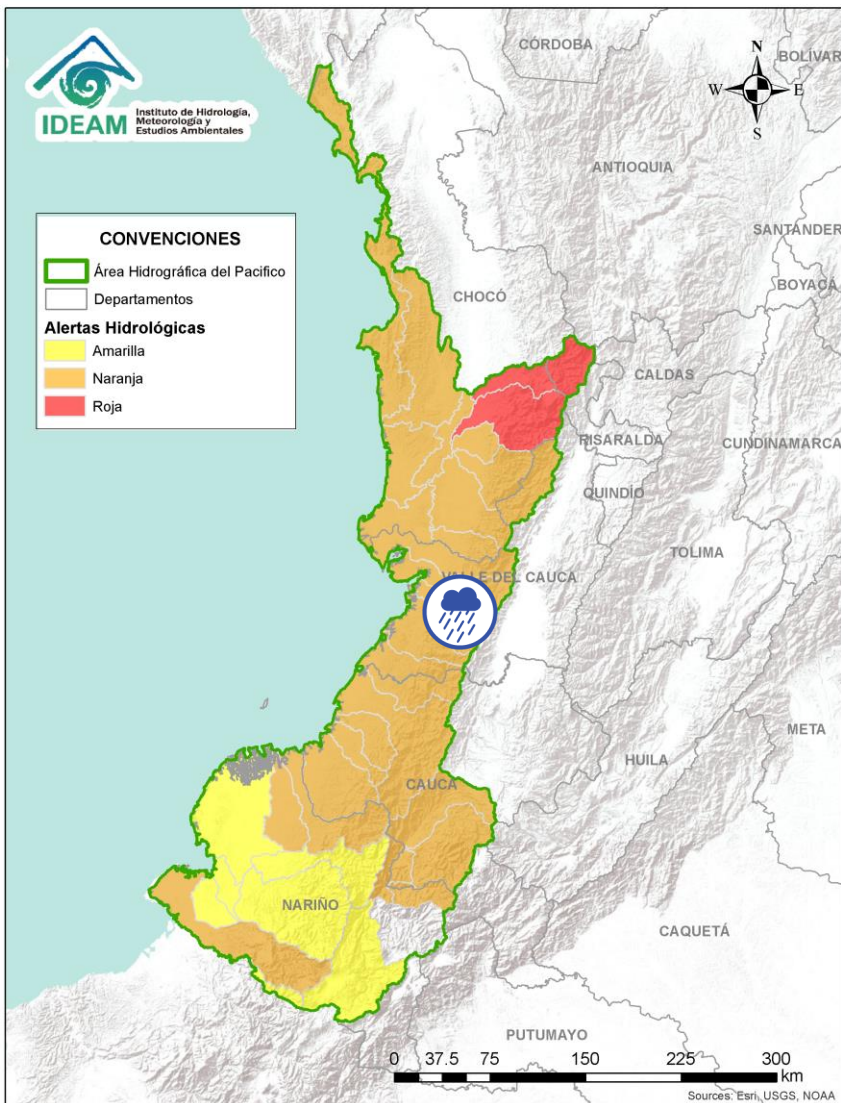 IDEAM
Instituto de Hidrología,
Meteorología y
Estudios Ambientales
N
W
E
S
CÓRDOBA
BOLÍVAR
ANTIOQUIA
SANTANDER
BOYACÁ
CHOCÓ
CALDAS
RISARALDA
CUNDINAMARCA
QUINDÍO
TOLIMA
VALLE DEL CAUCA
META
HUILA
CAUCA
NARIÑO
CAQUETÁ
PUTUMAYO
CONVENCIONES
Área Hidrográfica del Pacifico
Departamentos
Alertas Hidrológicas
Amarilla
Naranja
Roja
0 37.5 75 150 225 300
km
Sources: Esri, USGS, NOAA